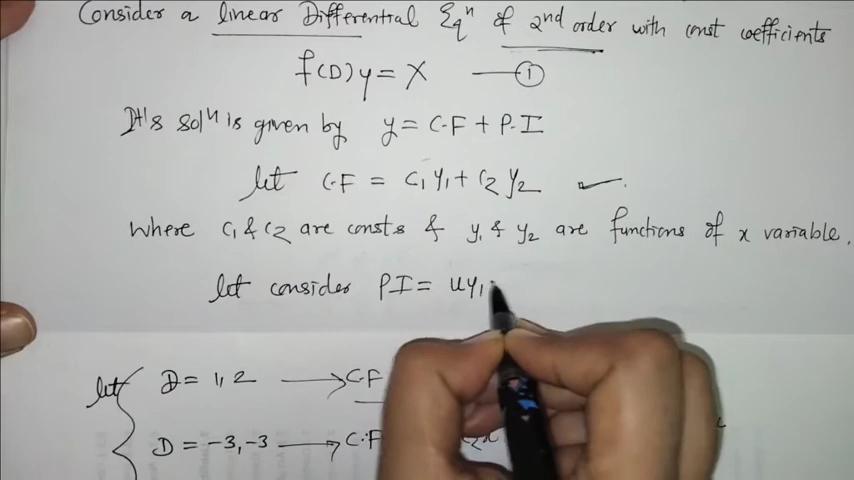 Consider a linear Differential Eqⁿ of 2nd order with const coefficients
f(D)y = X —— ①
It's solⁿ is given by y = C.F + P.I
let C.F = C₁y₁ + C₂y₂
where C₁ & C₂ are consts & y₁ & y₂ are functions of x variable.
let consider PI = uy₁
let D = 1, 2 → C.F
D = -3, -3 → C.F